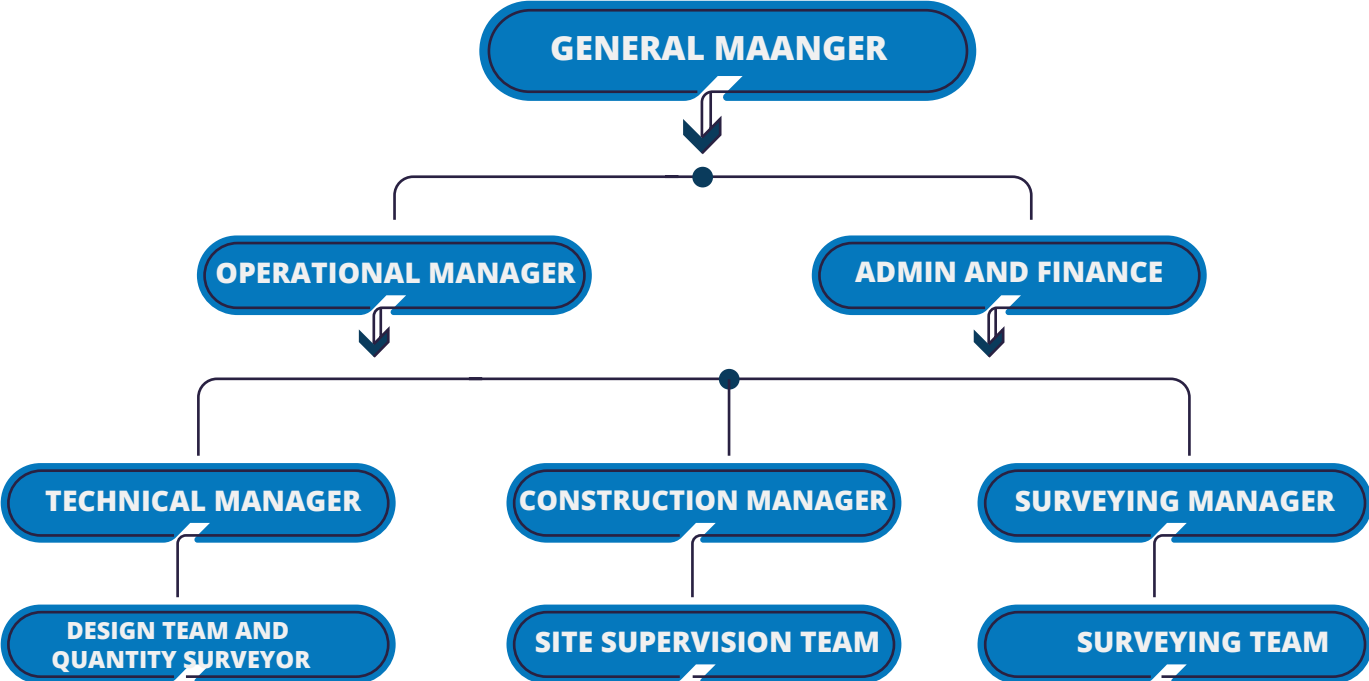 GENERAL MAANGER
OPERATIONAL MANAGER
ADMIN AND FINANCE
TECHNICAL MANAGER
CONSTRUCTION MANAGER
SURVEYING MANAGER
DESIGN TEAM AND
QUANTITY SURVEYOR
SITE SUPERVISION TEAM
SURVEYING TEAM